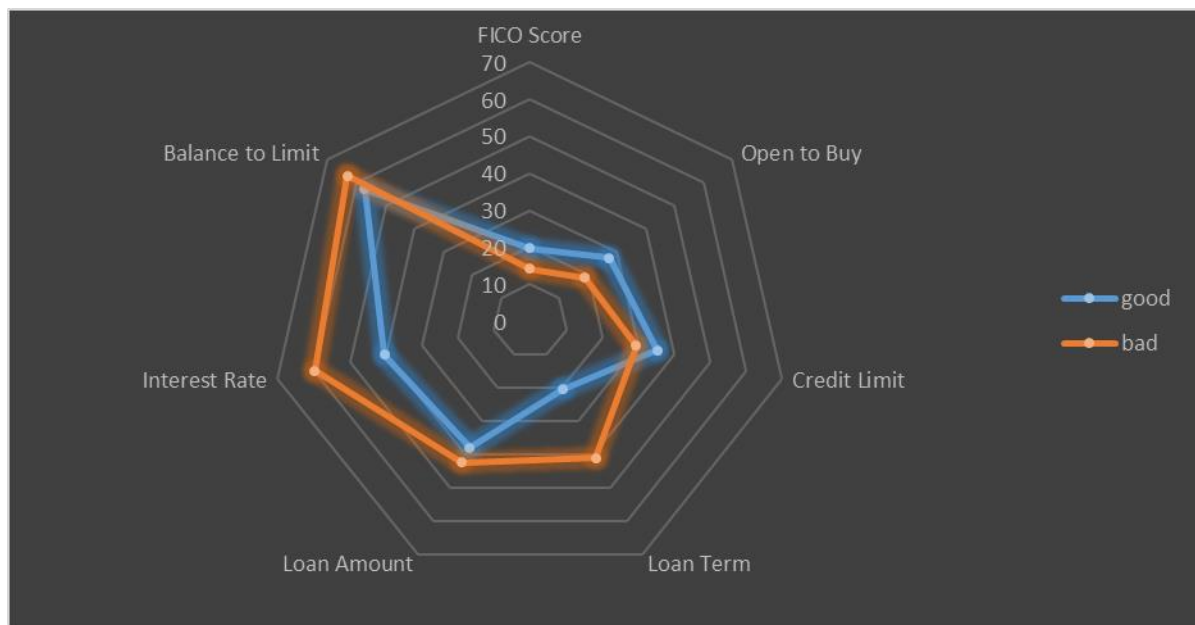 FICO Score
70
60
50
40
30
20
10
0
Balance to Limit
Open to Buy
Interest Rate
Credit Limit
Loan Amount
Loan Term
good
bad